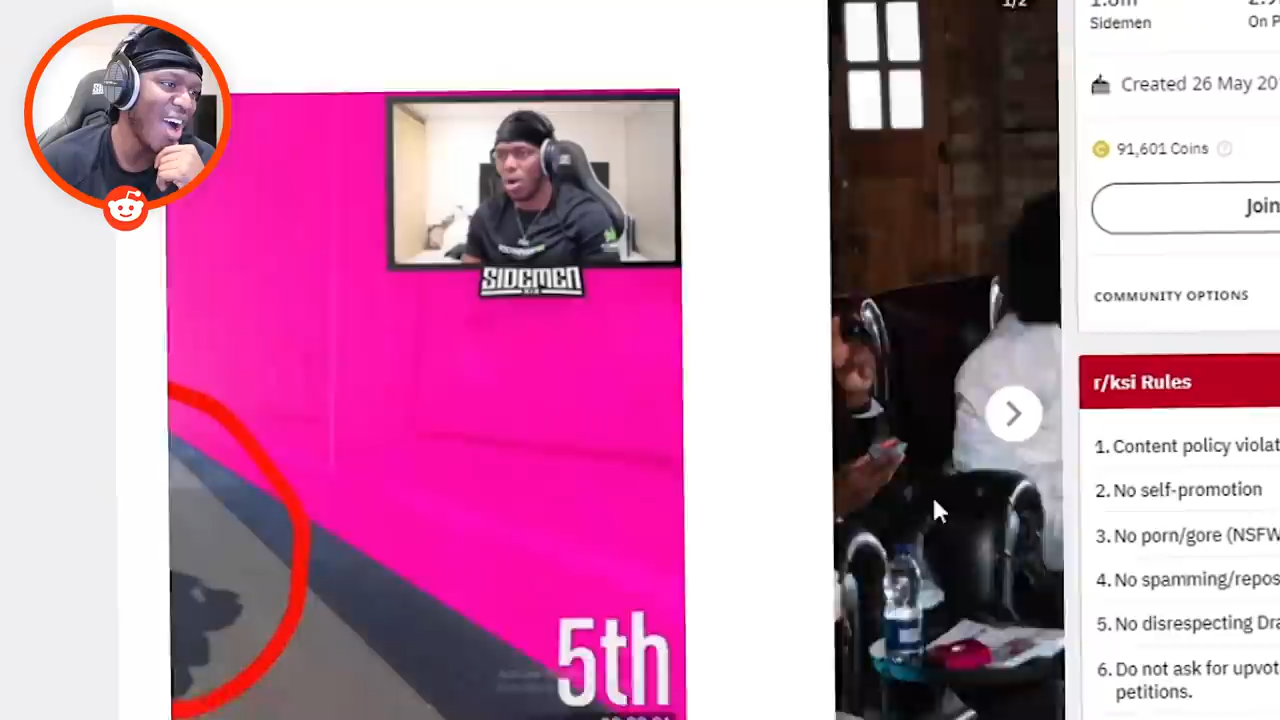 1/2
Sidemen
On P
Created 26 May 20
91,601 Coins
Join
COMMUNITY OPTIONS
r/ksi Rules
1. Content policy violat
2. No self-promotion
3. No porn/gore (NSFW
4. No spamming/repos
5. No disrespecting Dra
6. Do not ask for upvot
petitions.
SIDEMEN
5th